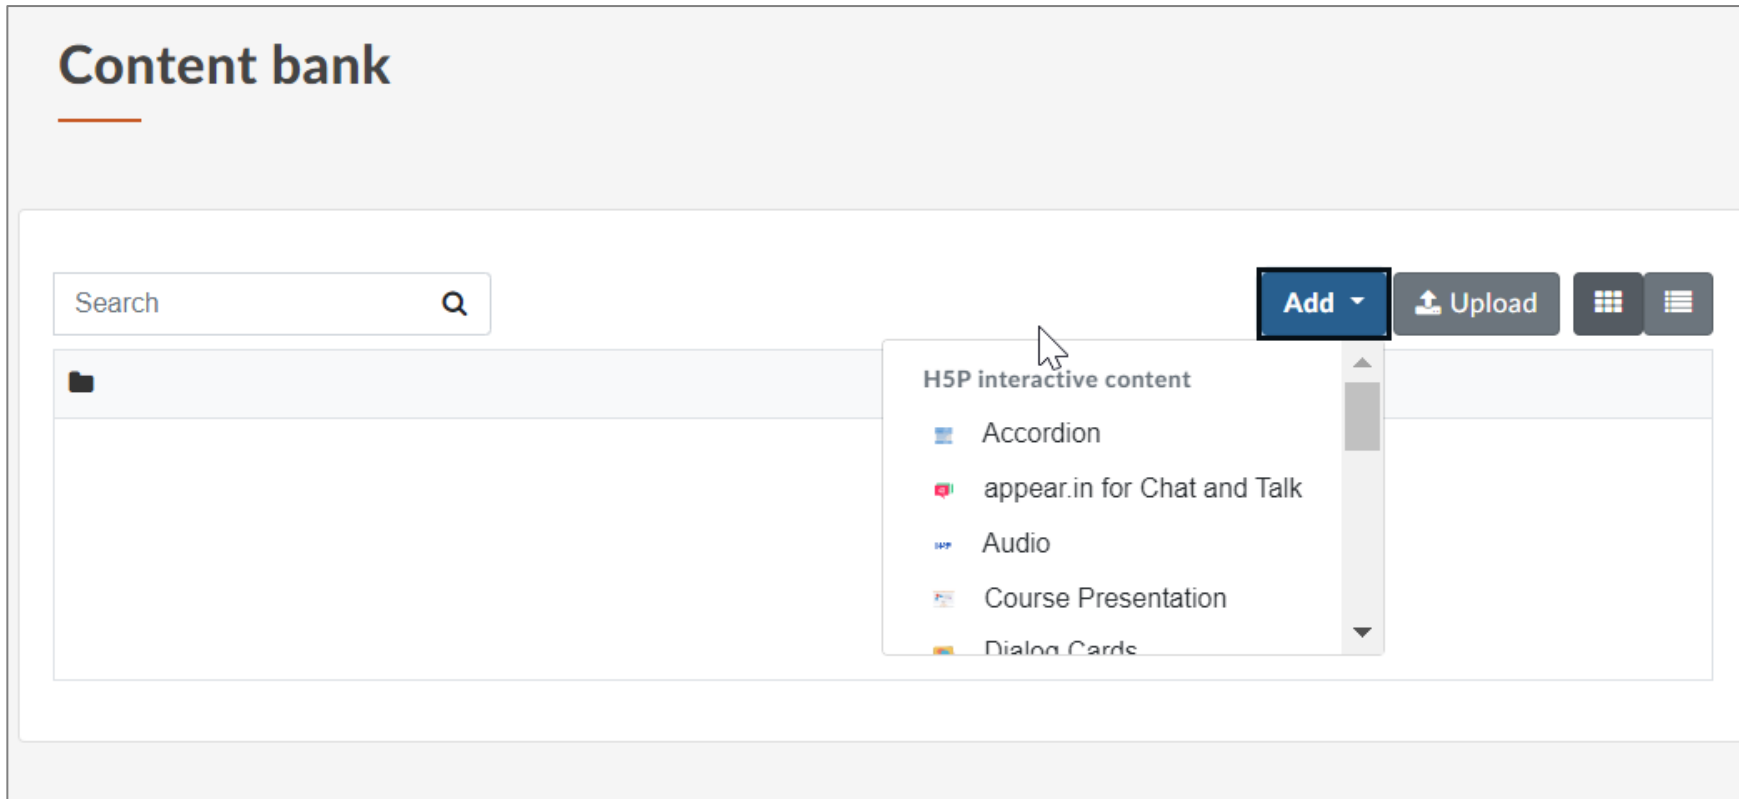 Content bank
Search
Add
Upload
H5P interactive content
Accordion
appear.in for Chat and Talk
Audio
Course Presentation
Dialog Cards